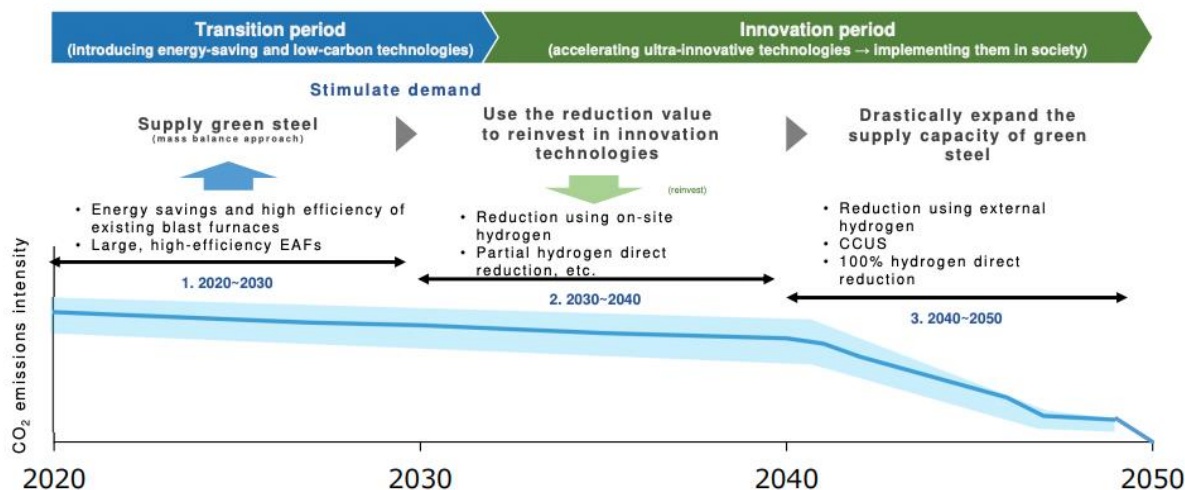 Transition period
(introducing energy-saving and low-carbon technologies)
Innovation period
(accelerating ultra-innovative technologies → implementing them in society)
Stimulate demand
Supply green steel
(mass balance approach)
Use the reduction value
to reinvest in innovation
technologies
Drastically expand the
supply capacity of green
steel
(reinvest)
• Energy savings and high efficiency of
existing blast furnaces
• Large, high-efficiency EAFs
• Reduction using on-site
hydrogen
• Partial hydrogen direct
reduction, etc.
• Reduction using external
hydrogen
• CCUS
• 100% hydrogen direct
reduction
1. 2020~2030
2. 2030~2040
3. 2040~2050
CO₂ emissions intensity
2020
2030
2040
2050